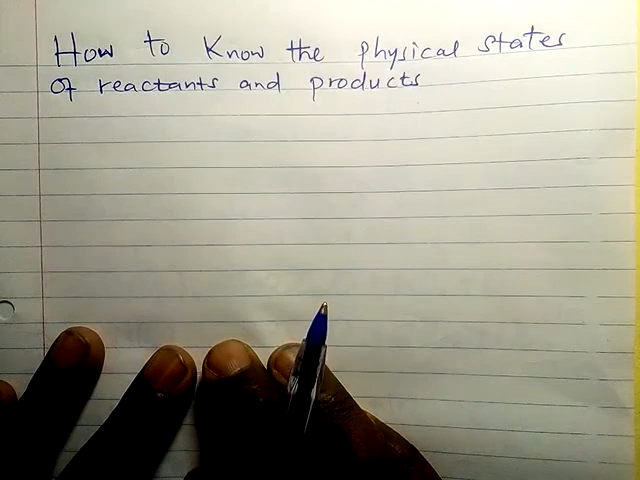 How to Know the physical states
of reactants and products